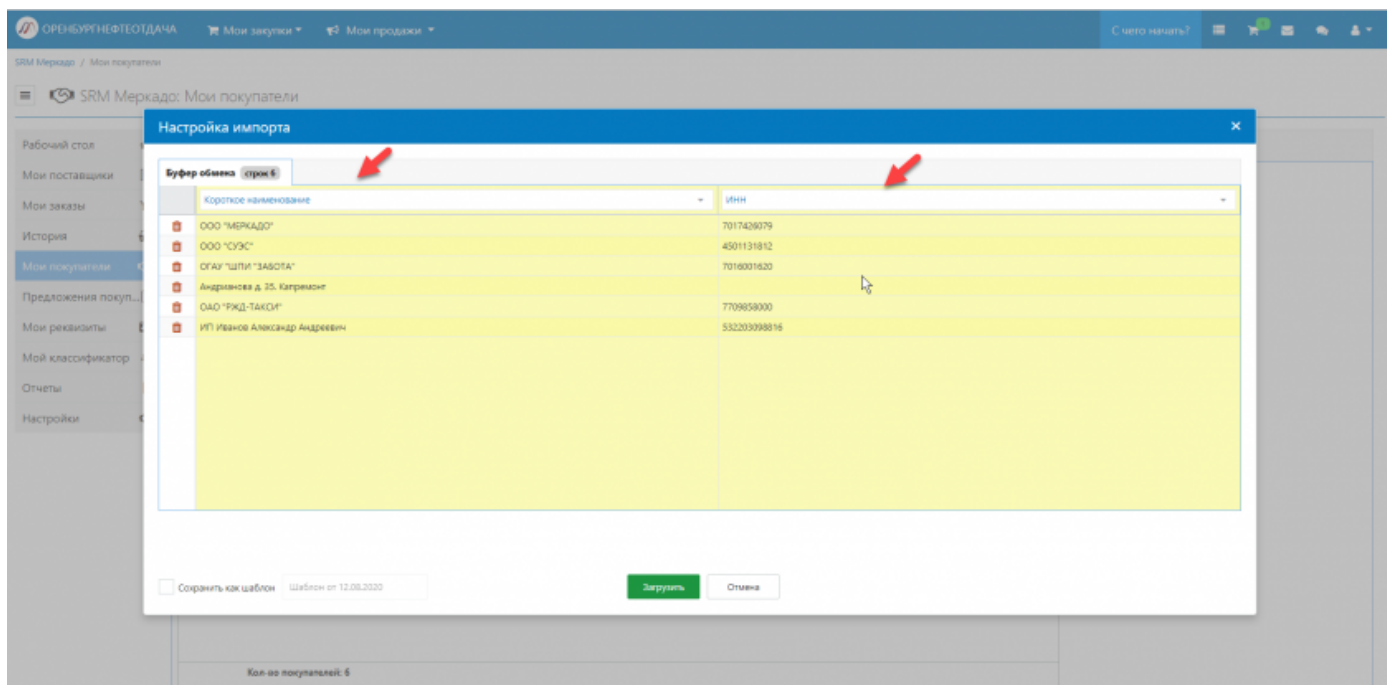 ОРЕНБУРГНЕФТЕОТДАЧА Мои закупки Мои продажи С чего начать?
SRM Меркадо / Мои покупатели
SRM Меркадо: Мои покупатели
Настройка импорта
Рабочий стол
Мои поставщики
Мои заказы
История
Мои покупатели
Предложения покуп...
Мои реквизиты
Мой классификатор
Отчеты
Настройки
Буфер обмена строк 6
Короткое наименование ИНН
ООО "МЕРКАДО" 7017426079
ООО "СУЭС" 4501131812
ОГАУ "ШПИ "ЗАБОТА" 7016001620
Андрианова д. 25. Капремонт
ОАО "РЖД-ТАКСИ" 7709859000
ИП Иванов Александр Андреевич 532203098816
Сохранить как шаблон Шаблон от 12.08.2020 Загрузить Отмена
Кол-во покупателей: 6